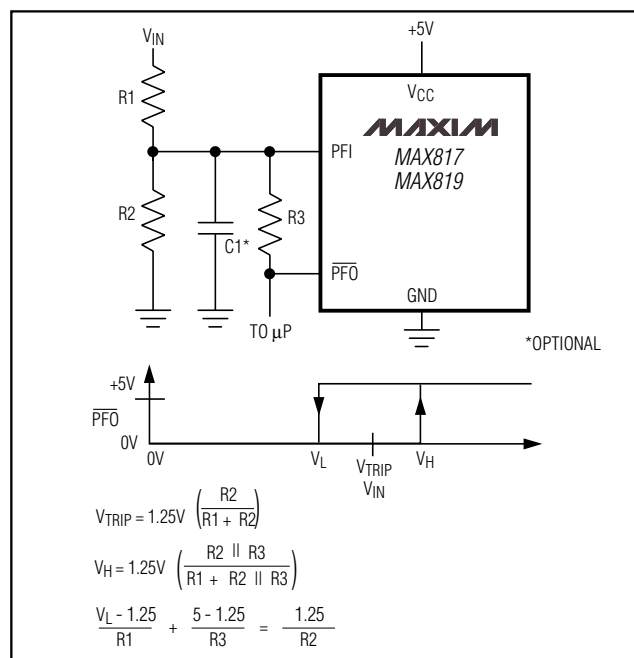 VIN
+5V
R1
VCC
MAXIM
PFI
MAX817
MAX819
R2
R3
C1*
PFO
GND
TO µP
*OPTIONAL
+5V
PFO
0V
0V
VL
VTRIP
VH
VIN
VTRIP = 1.25V (R2 / R1 + R2)
VH = 1.25V (R2 || R3 / R1 + R2 || R3)
VL - 1.25 / R1 + 5 - 1.25 / R3 = 1.25 / R2